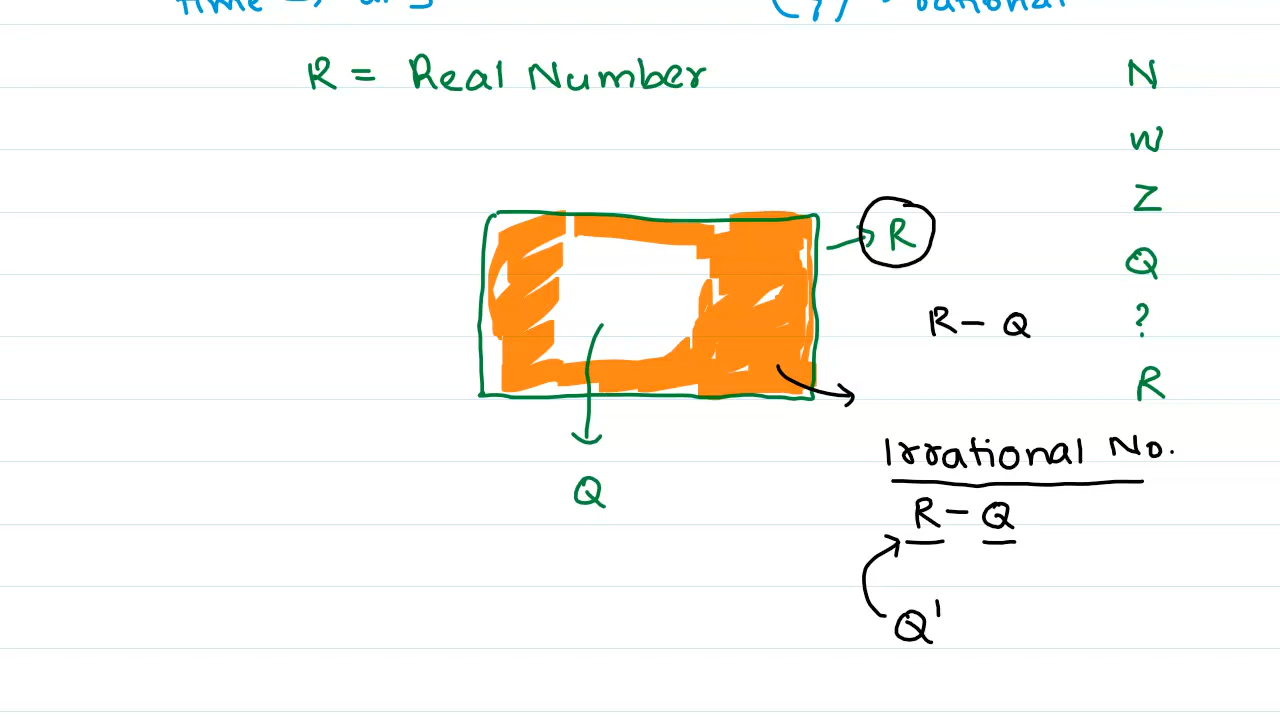 R = Real Number
N
W
Z
R
Q
R - Q
?
R
Irrational No.
Q
R - Q
Q'